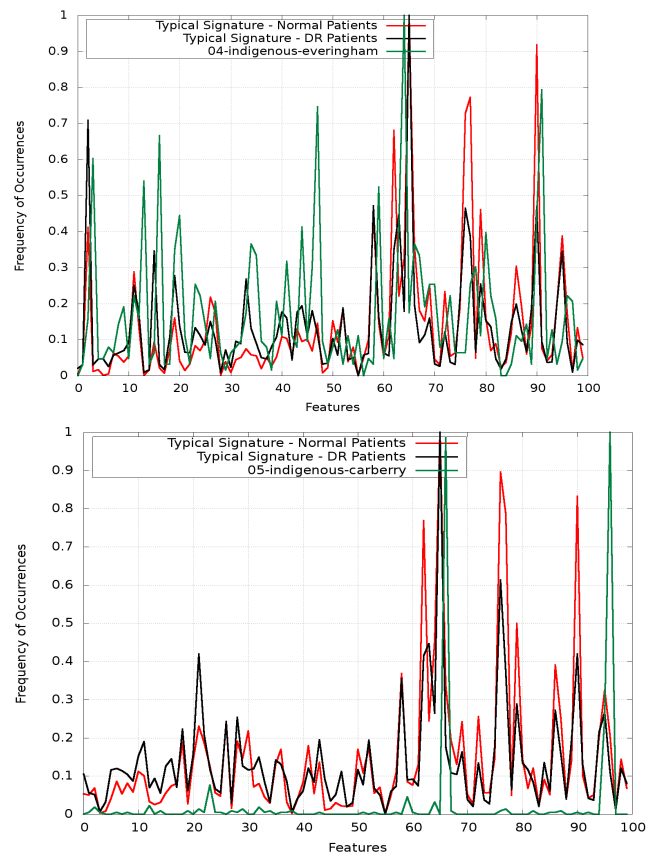 Typical Signature - Normal Patients
Typical Signature - DR Patients
04-indigenous-everingham
Frequency of Occurrences
1
0.9
0.8
0.7
0.6
0.5
0.4
0.3
0.2
0.1
0
0 10 20 30 40 50 60 70 80 90 100
Features
Typical Signature - Normal Patients
Typical Signature - DR Patients
05-indigenous-carberry
Frequency of Occurrences
1
0.9
0.8
0.7
0.6
0.5
0.4
0.3
0.2
0.1
0
0 10 20 30 40 50 60 70 80 90 100
Features